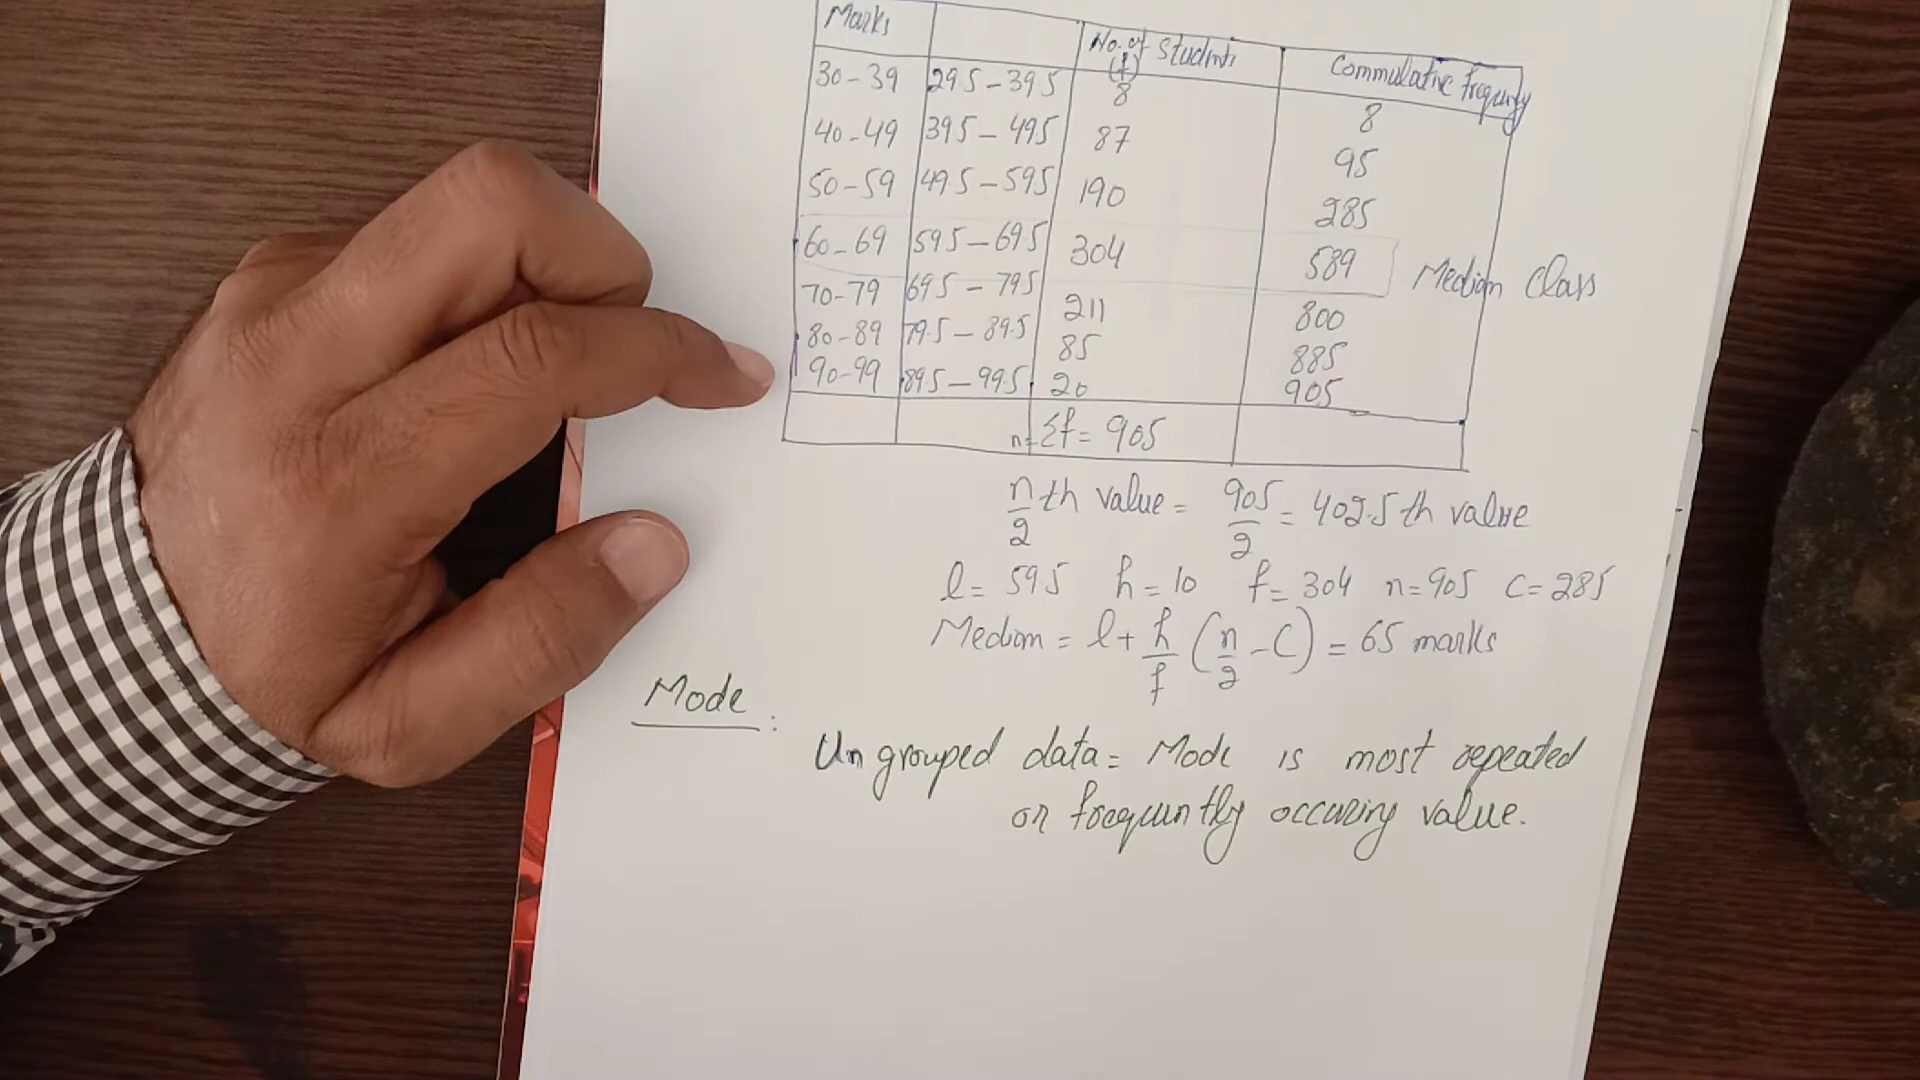 Marks No. of Students (f) Commulative Frequency
30-39 29.5-39.5 8 8
40-49 39.5-49.5 87 95
50-59 49.5-59.5 190 285
60-69 59.5-69.5 304 589 Median Class
70-79 69.5-79.5 211 800
80-89 79.5-89.5 85 885
90-99 89.5-99.5 20 905
n= Σf= 905
n/2 th value = 905/2 = 402.5 th value
l= 59.5 h=10 f= 304 n=905 C=285
Median = l+ h/f (n/2 -C) = 65 marks
Mode:
Un grouped data= Mode is most repeated
or frequntly occuring value.